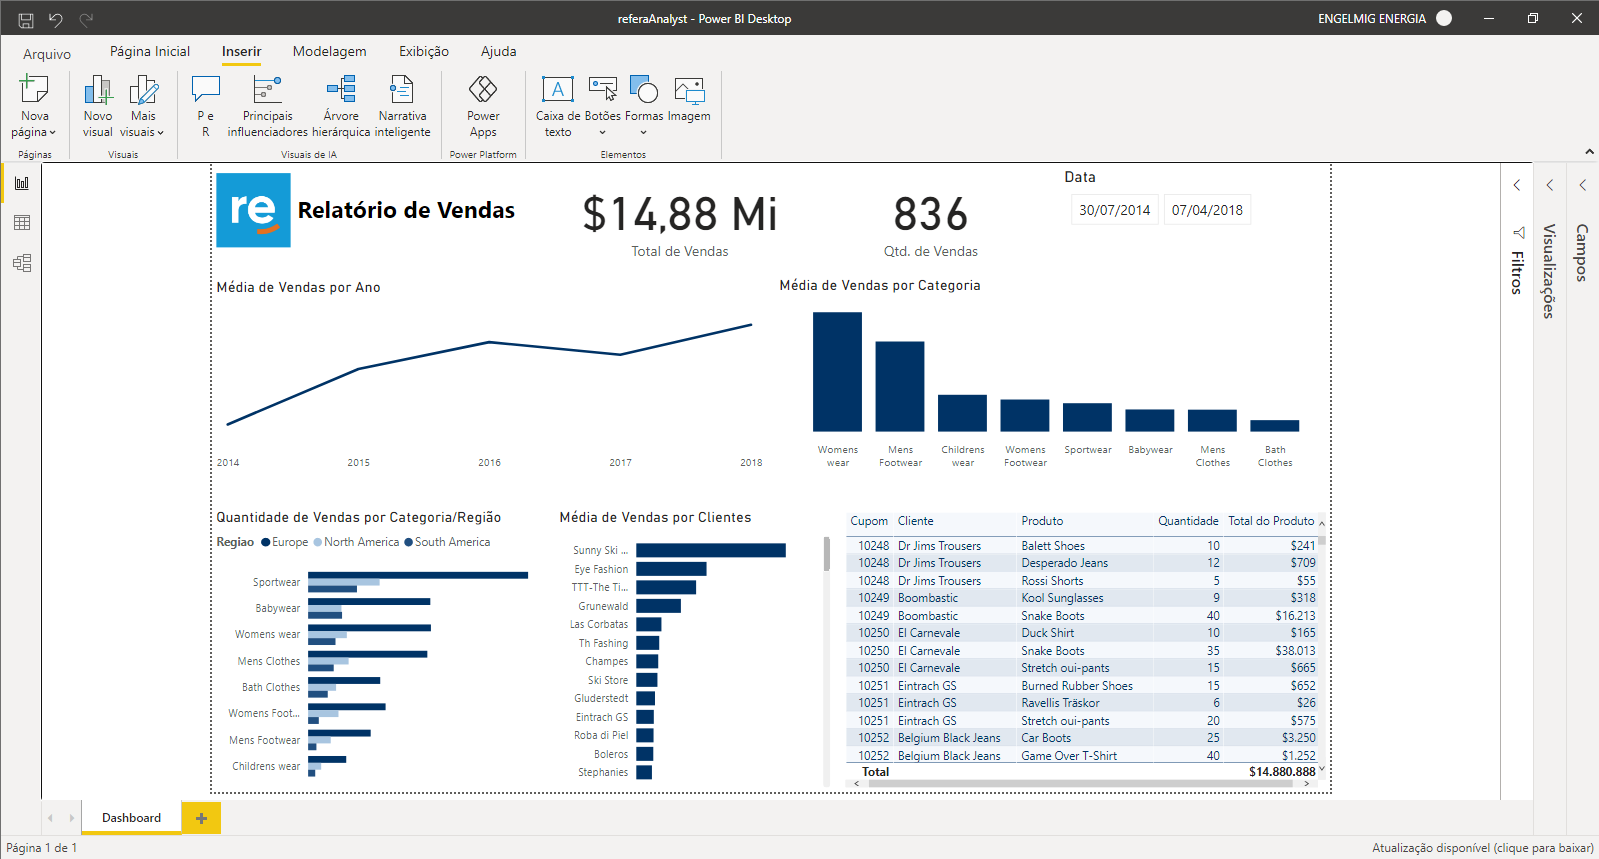 referaAnalyst - Power BI Desktop
ENGELMIG ENERGIA
Arquivo
Página Inicial
Inserir
Modelagem
Exibição
Ajuda
Nova página
Novo visual
Mais visuais
P e R
Principais influenciadores
Árvore hierárquica
Narrativa inteligente
Power Apps
Caixa de texto
Botões
Formas
Imagem
Páginas
Visuais
Visuais de IA
Power Platform
Elementos
re
Relatório de Vendas
$14,88 Mi
Total de Vendas
836
Qtd. de Vendas
Data
30/07/2014
07/04/2018
Média de Vendas por Ano
2014 2015 2016 2017 2018
Média de Vendas por Categoria
Womens wear
Mens Footwear
Childrens wear
Womens Footwear
Sportwear
Babywear
Mens Clothes
Bath Clothes
Quantidade de Vendas por Categoria/Região
Regiao Europe North America South America
Sportwear
Babywear
Womens wear
Mens Clothes
Bath Clothes
Womens Foot...
Mens Footwear
Childrens wear
Média de Vendas por Clientes
Sunny Ski ...
Eye Fashion
TTT-The Ti...
Grunewald
Las Corbatas
Th Fashing
Champes
Ski Store
Gluderstedt
Eintrach GS
Roba di Piel
Boleros
Stephanies
Cupom Cliente Produto Quantidade Total do Produto
10248 Dr Jims Trousers Balett Shoes 10 $241
10248 Dr Jims Trousers Desperado Jeans 12 $709
10248 Dr Jims Trousers Rossi Shorts 5 $55
10249 Boombastic Kool Sunglasses 9 $318
10249 Boombastic Snake Boots 40 $16.213
10250 El Carnevale Duck Shirt 10 $165
10250 El Carnevale Snake Boots 35 $38.013
10250 El Carnevale Stretch oui-pants 15 $665
10251 Eintrach GS Burned Rubber Shoes 15 $652
10251 Eintrach GS Ravellis Träskor 6 $26
10251 Eintrach GS Stretch oui-pants 20 $575
10252 Belgium Black Jeans Car Boots 25 $3.250
10252 Belgium Black Jeans Game Over T-Shirt 40 $1.252
Total $14.880.888
Filtros
Visualizações
Campos
Dashboard
Página 1 de 1
Atualização disponível (clique para baixar)